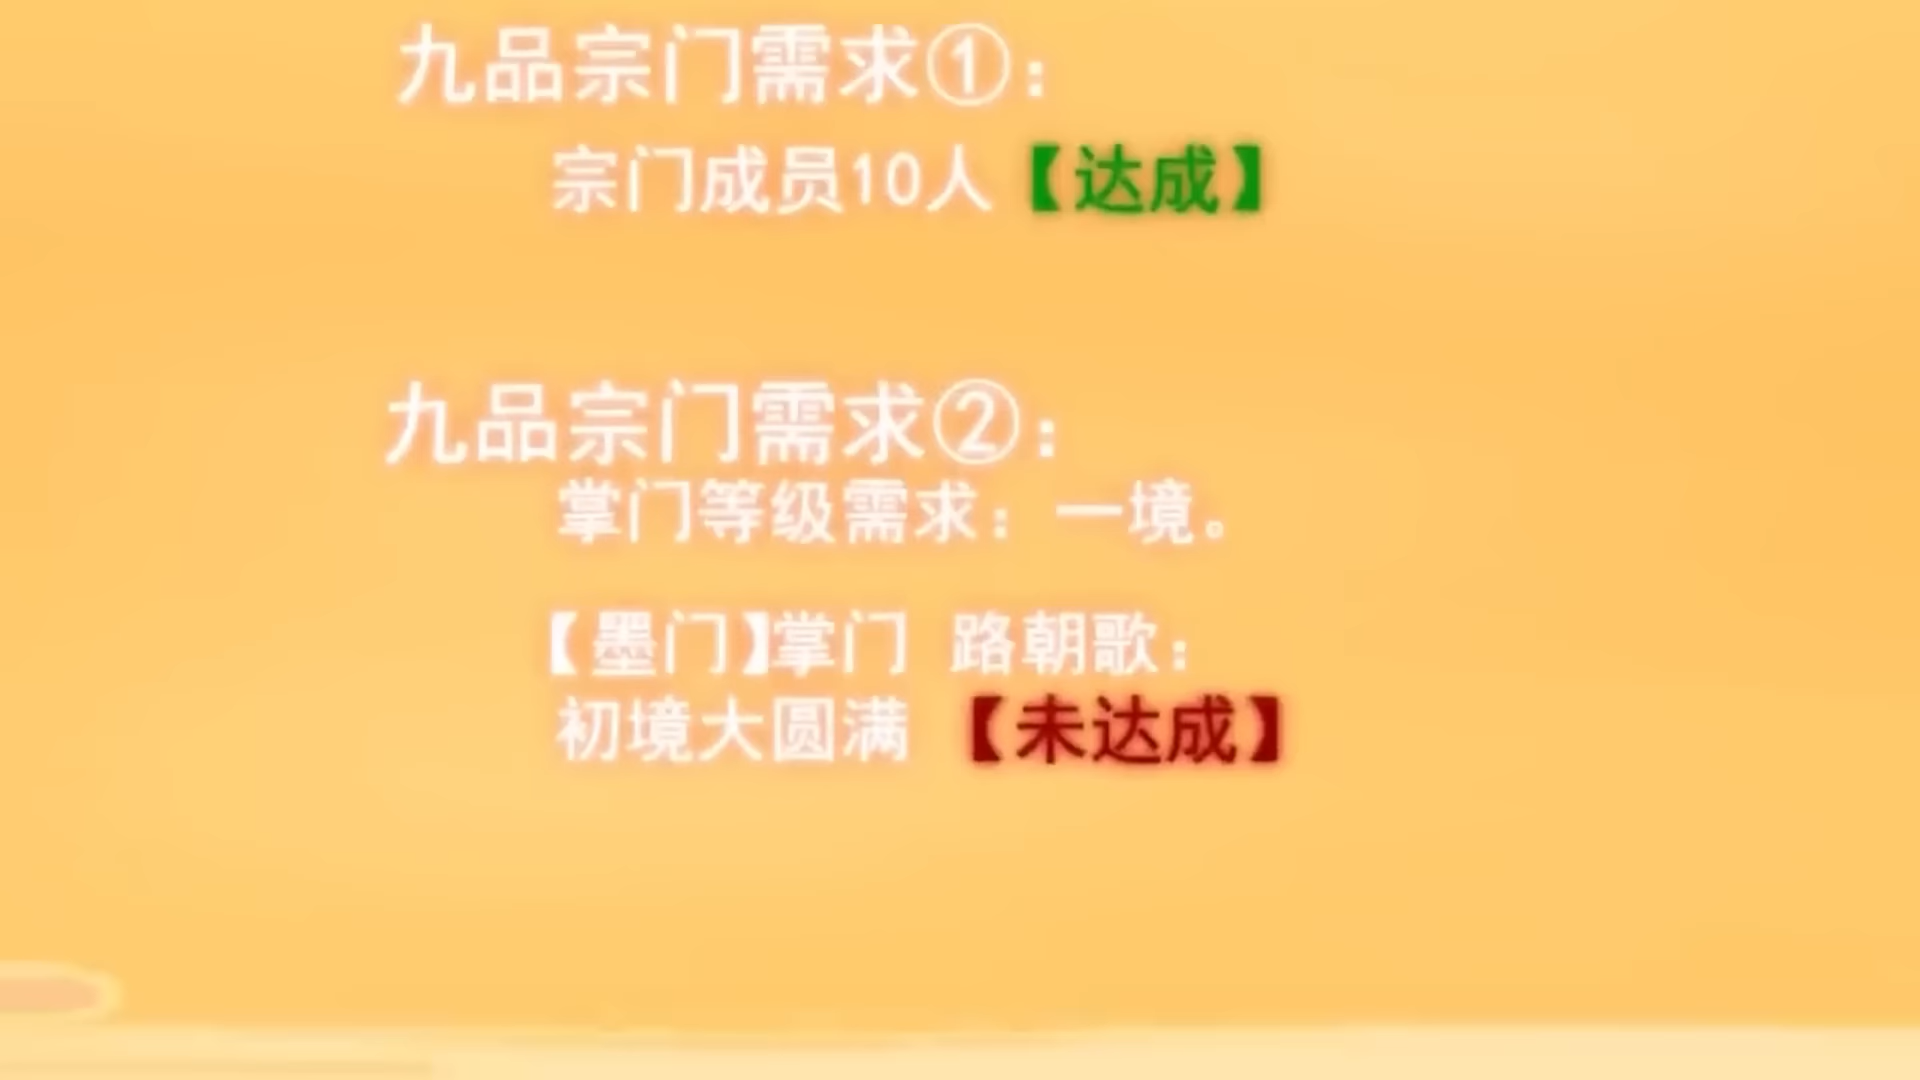 九品宗门需求①：
宗门成员10人【达成】
九品宗门需求②：
掌门等级需求：一境。
【墨门】掌门 路朝歌：
初境大圆满 【未达成】